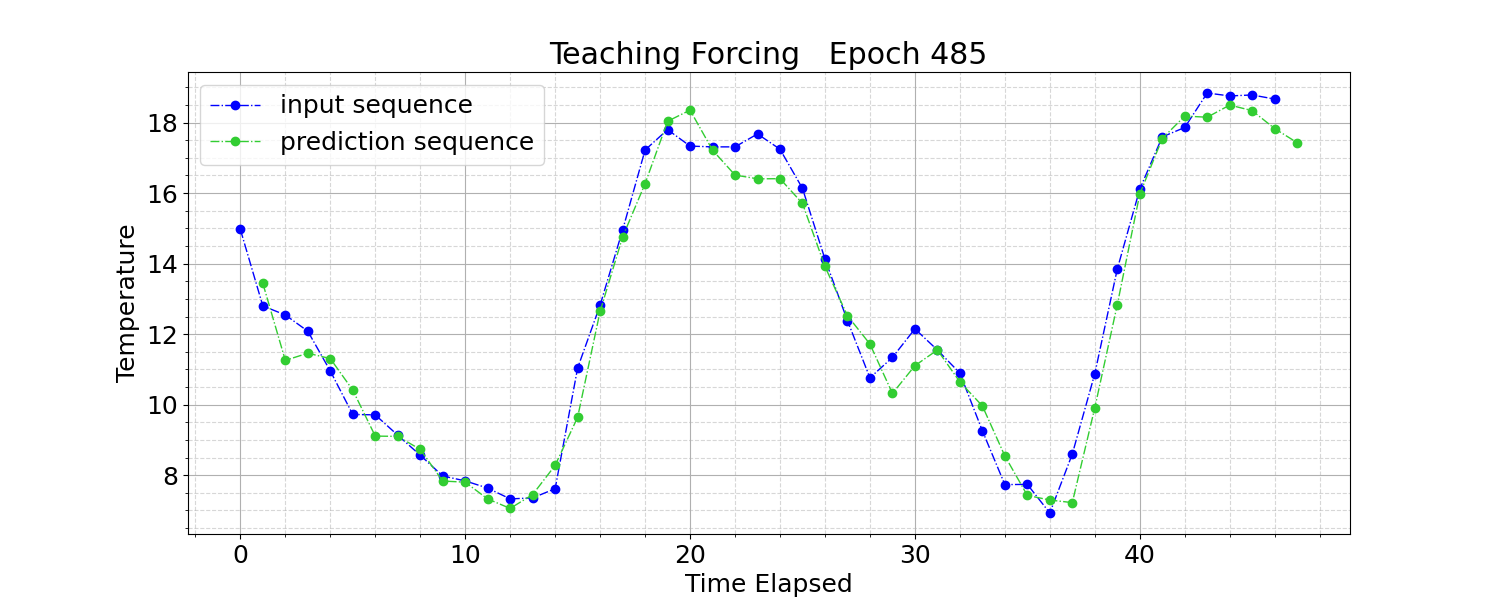 Teaching Forcing   Epoch 485
input sequence
prediction sequence
Temperature
18
16
14
12
10
8
0 10 20 30 40
Time Elapsed